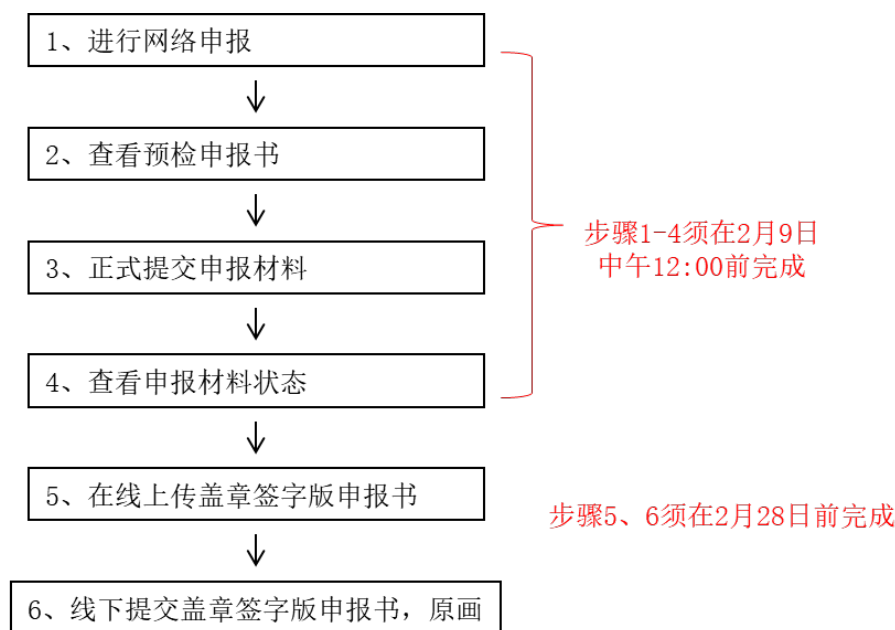 1、进行网络申报
2、查看预检申报书
3、正式提交申报材料
步骤1-4须在2月9日
中午12:00前完成
4、查看申报材料状态
5、在线上传盖章签字版申报书
步骤5、6须在2月28日前完成
6、线下提交盖章签字版申报书，原画